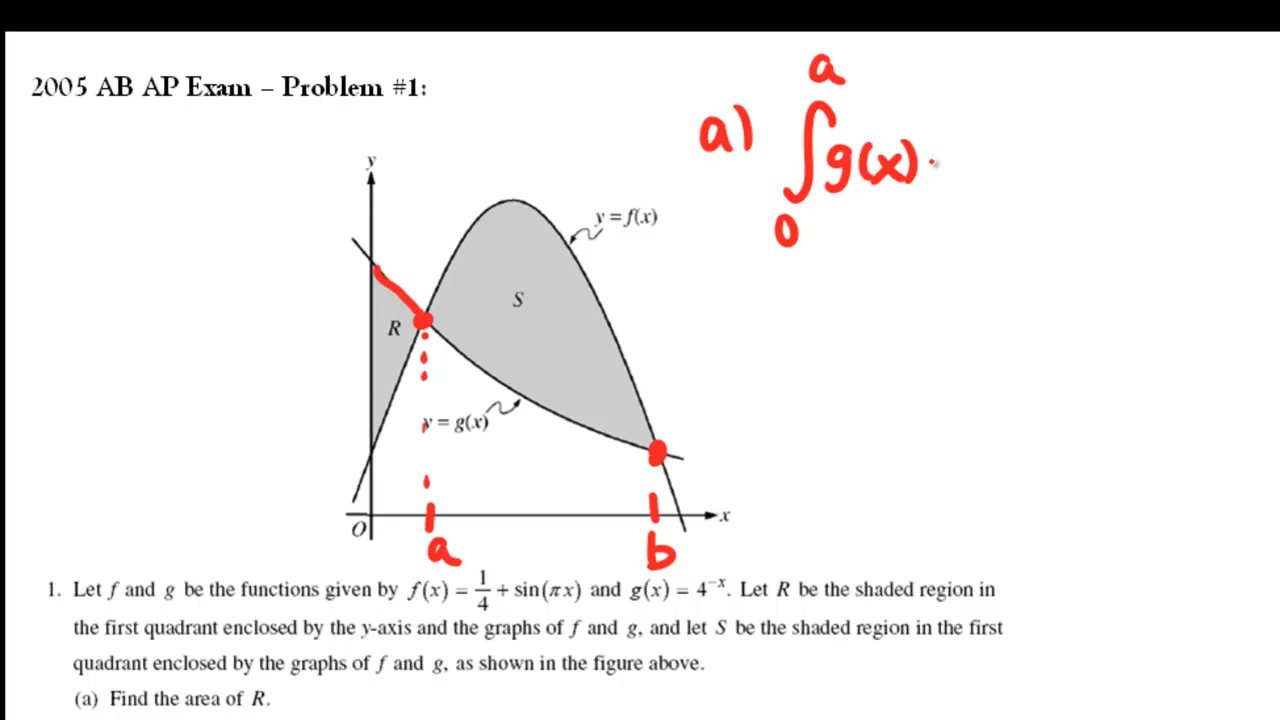 2005 AB AP Exam – Problem #1:
a) ∫₀ᵃ g(x)
y
y = f(x)
S
R
y = g(x)
O
x
a
b
1. Let f and g be the functions given by f(x) = 1/4 + sin(πx) and g(x) = 4⁻ˣ. Let R be the shaded region in
the first quadrant enclosed by the y-axis and the graphs of f and g, and let S be the shaded region in the first
quadrant enclosed by the graphs of f and g, as shown in the figure above.
(a) Find the area of R.